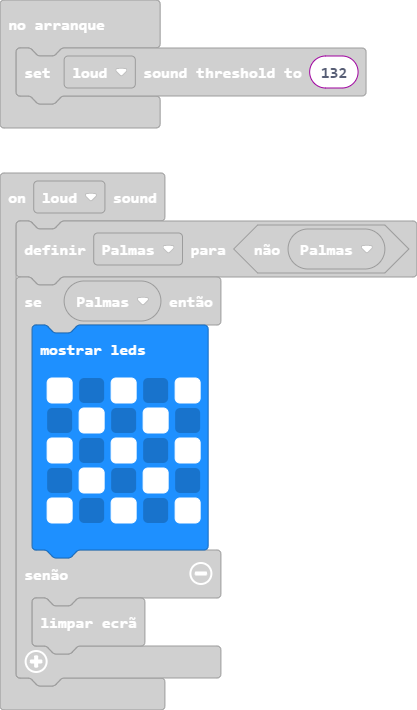 no arranque
set loud sound threshold to 132
on loud sound
definir Palmas para não Palmas
se Palmas então
mostrar leds
senão
limpar ecrã